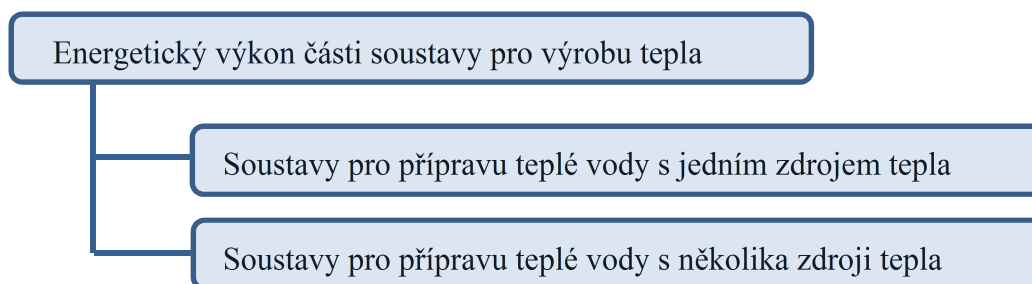 Energetický výkon části soustavy pro výrobu tepla
Soustavy pro přípravu teplé vody s jedním zdrojem tepla
Soustavy pro přípravu teplé vody s několika zdroji tepla